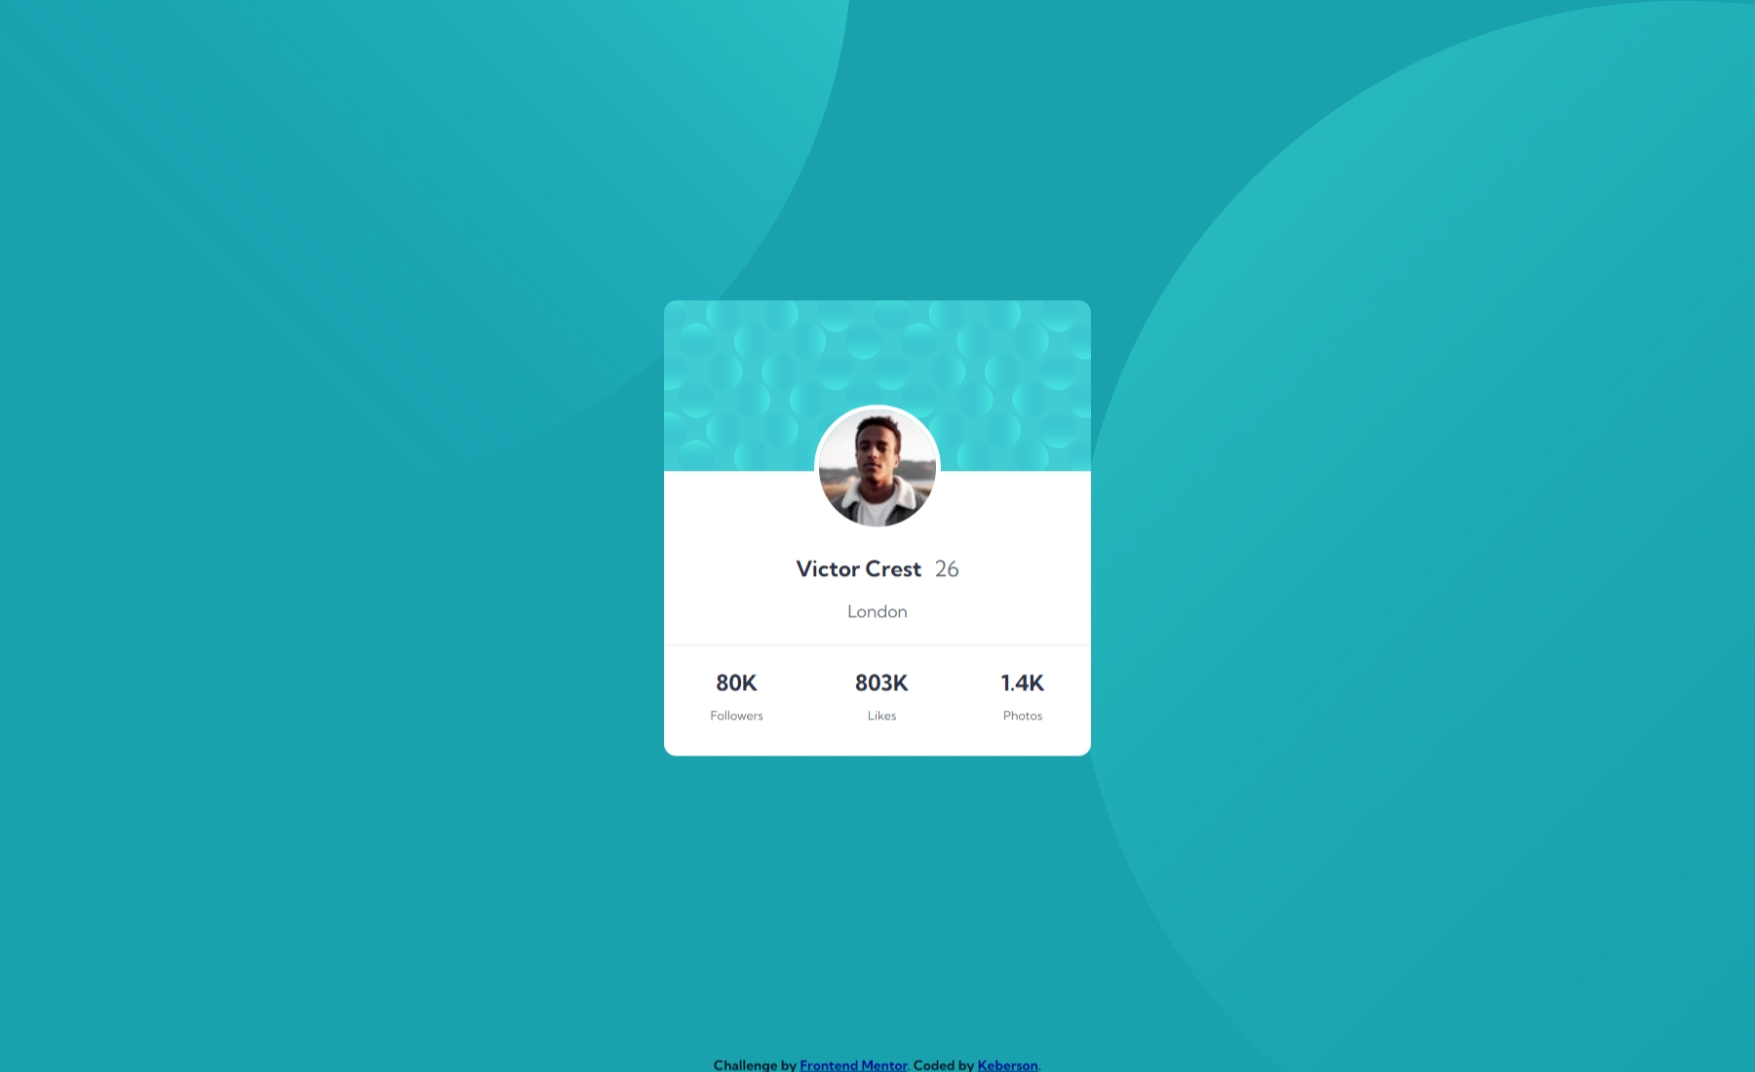 Victor Crest 26
London
80K 803K 1.4K
Followers Likes Photos
Challenge by Frontend Mentor. Coded by Keberson.